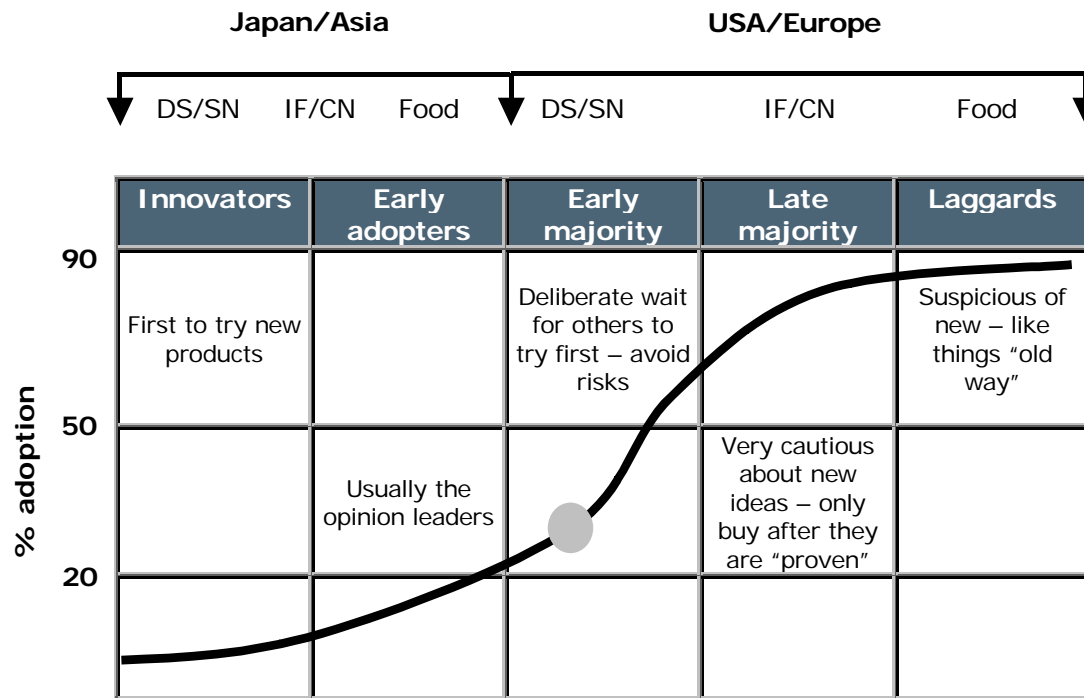 Japan/Asia
USA/Europe
DS/SN
IF/CN
Food
DS/SN
IF/CN
Food
Innovators
Early
adopters
Early
majority
Late
majority
Laggards
% adoption
90
50
20
First to try new
products
Usually the
opinion leaders
Deliberate wait
for others to
try first – avoid
risks
Very cautious
about new
ideas – only
buy after they
are “proven”
Suspicious of
new – like
things “old
way”